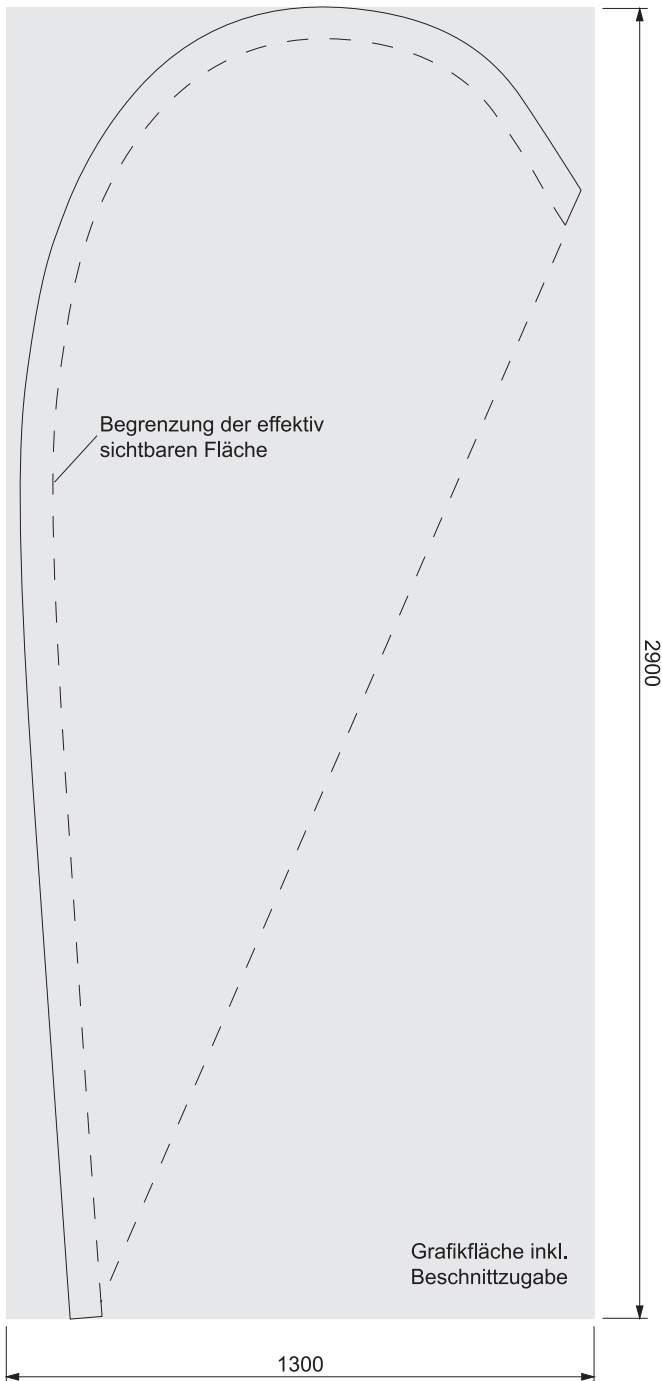 Begrenzung der effektiv
sichtbaren Fläche
2900
Grafikfläche inkl.
Beschnittzugabe
1300